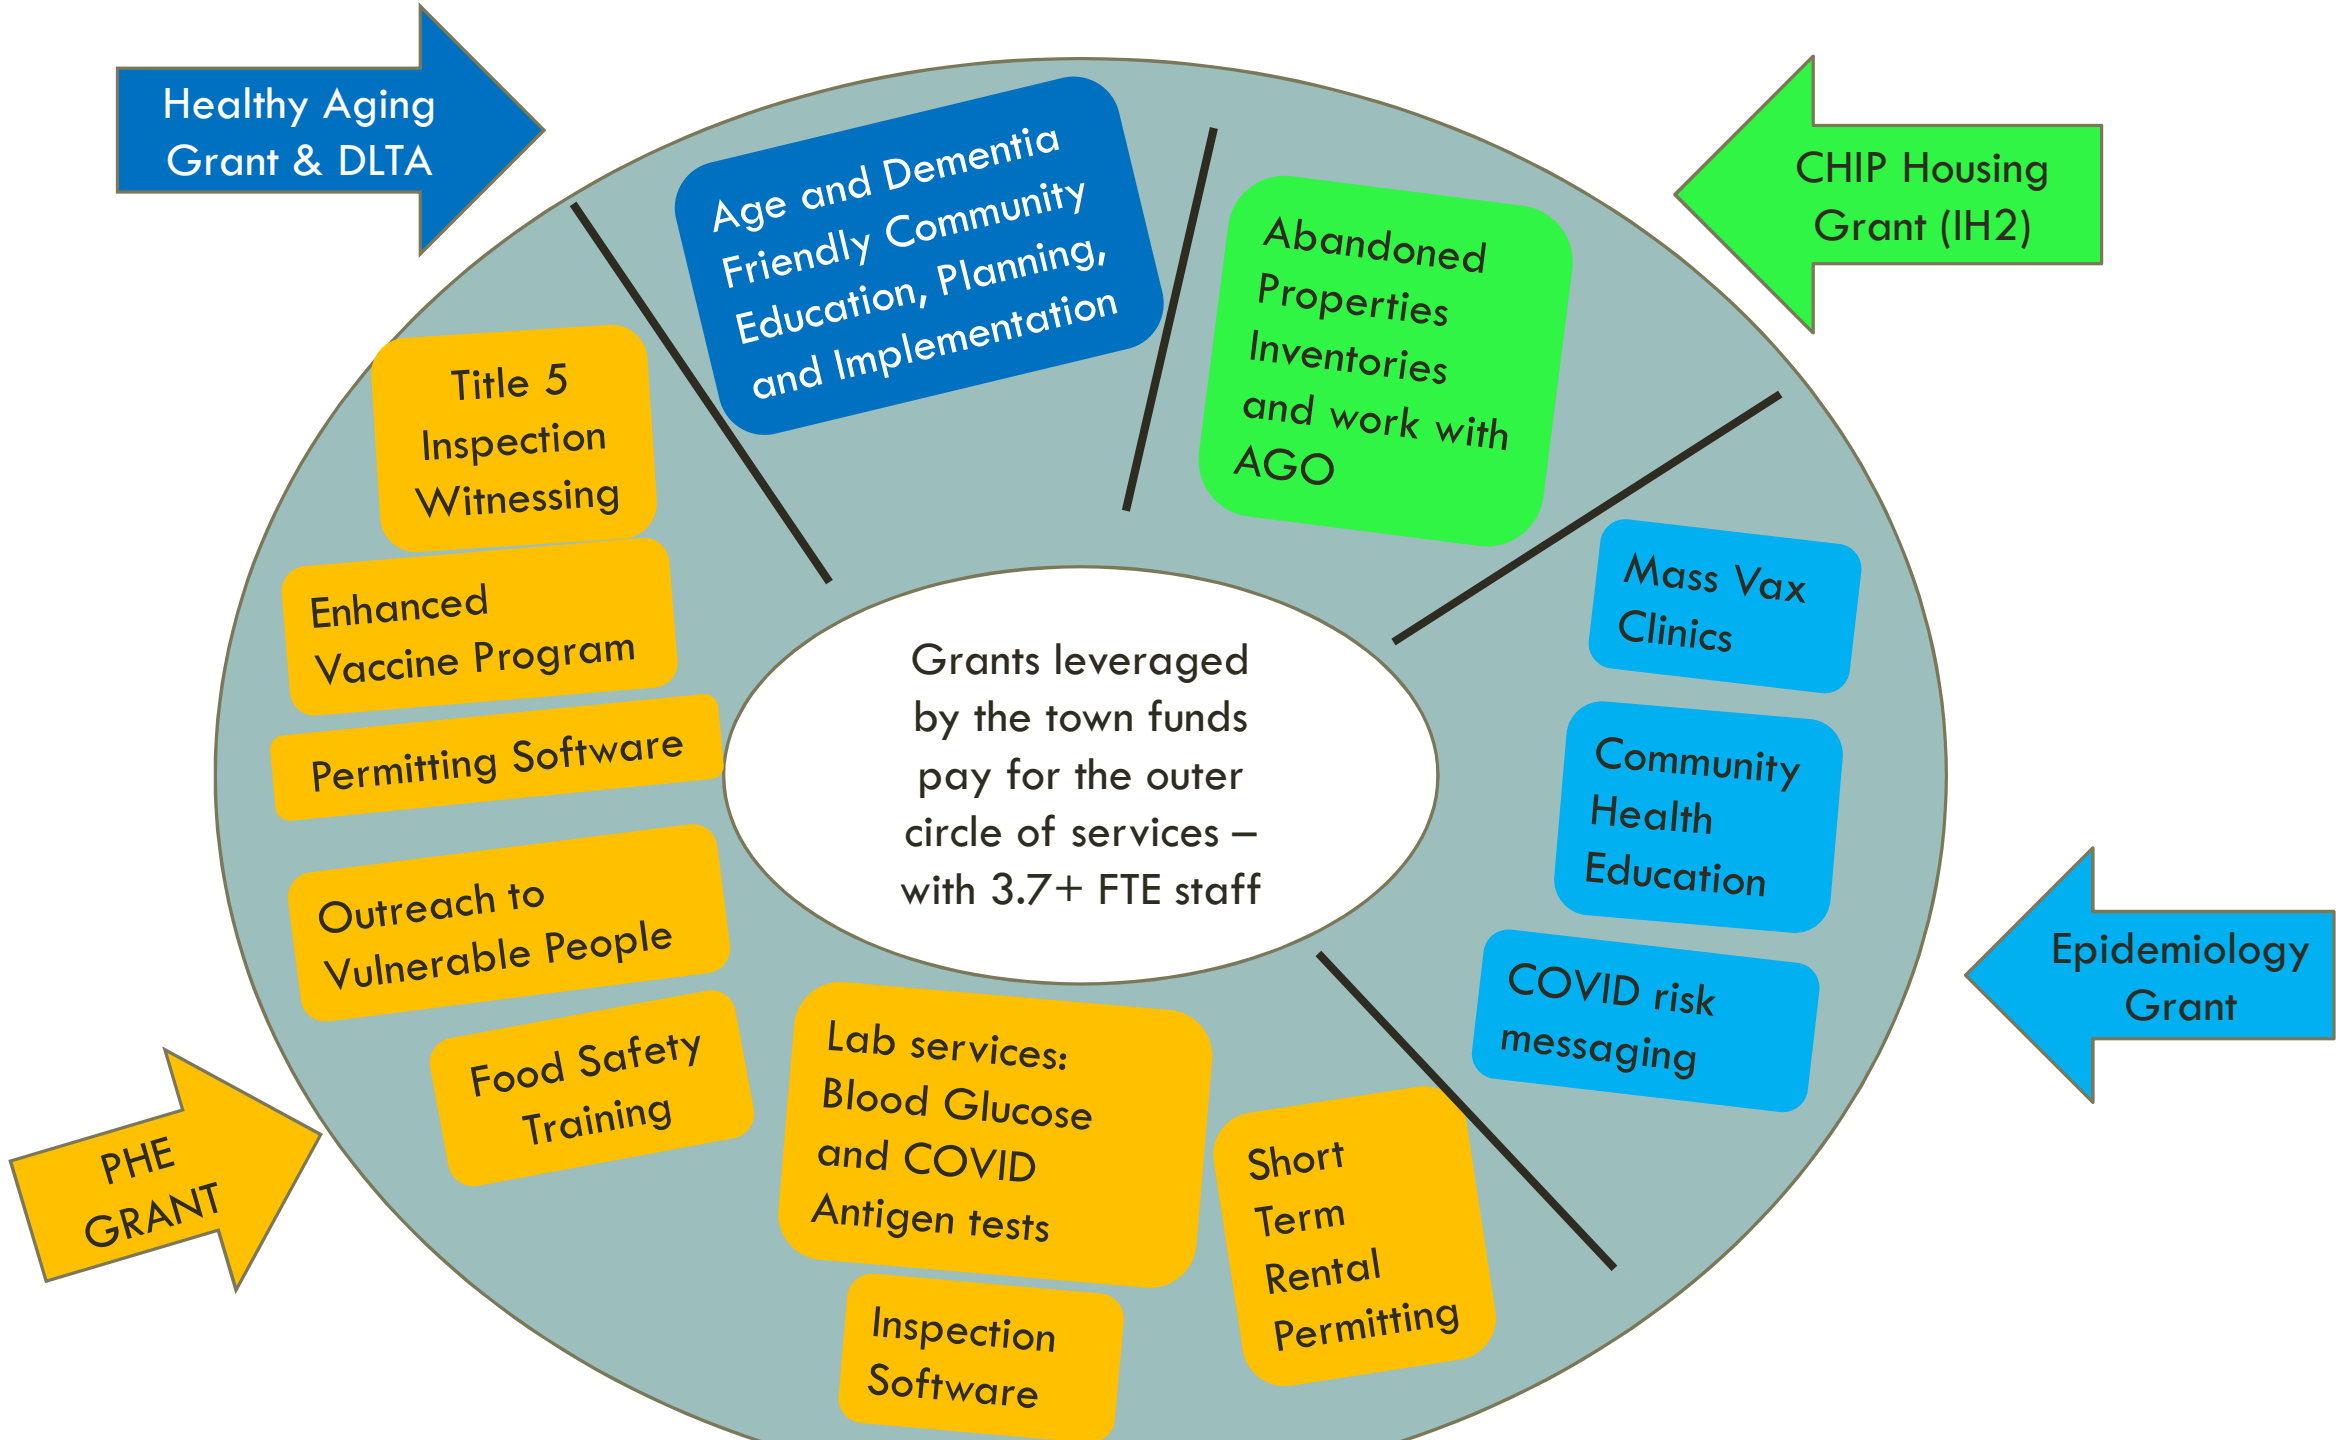 Healthy Aging
Grant & DLTA
Age and Dementia
Friendly Community
Education, Planning,
and Implementation
CHIP Housing
Grant (IH2)
Abandoned
Properties
Inventories
and work with
AGO
Title 5
Inspection
Witnessing
Enhanced
Vaccine Program
Permitting Software
Outreach to
Vulnerable People
Food Safety
Training
Grants leveraged
by the town funds
pay for the outer
circle of services –
with 3.7+ FTE staff
Mass Vax
Clinics
Community
Health
Education
COVID risk
messaging
Epidemiology
Grant
PHE
GRANT
Lab services:
Blood Glucose
and COVID
Antigen tests
Short
Term
Rental
Permitting
Inspection
Software